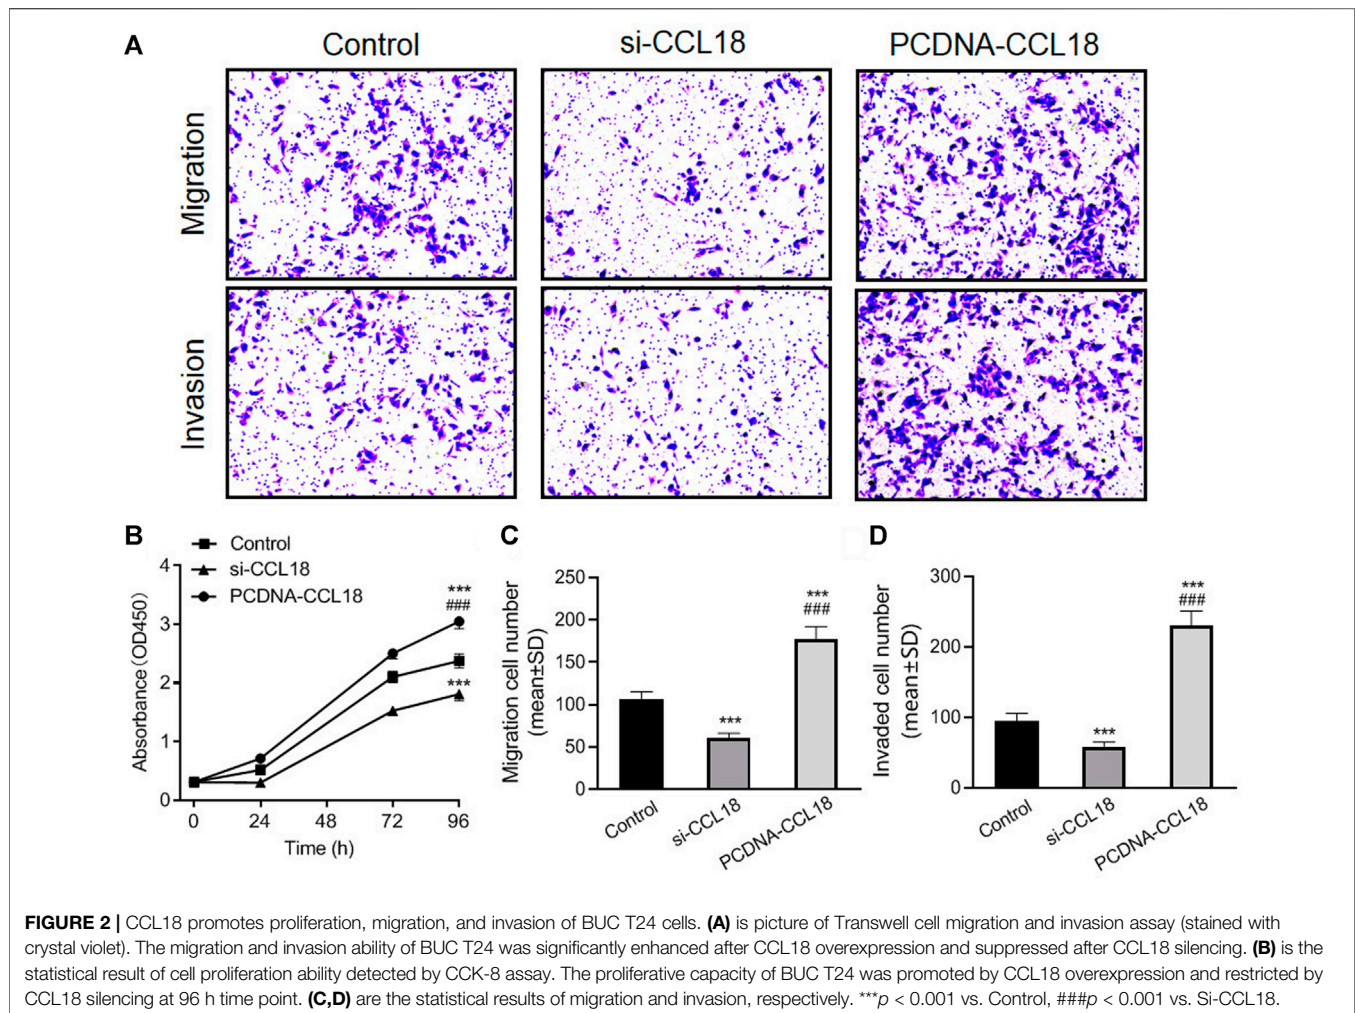 A
Control
si-CCL18
PCDNA-CCL18
Migration
Invasion
B
Control
si-CCL18
PCDNA-CCL18
Absorbance (OD450)
4
3
2
1
0
***
###
***
0 24 48 72 96
Time (h)
C
Migration cell number
(mean±SD)
250
200
150
100
50
0
***
***
###
Control
si-CCL18
PCDNA-CCL18
D
Invaded cell number
(mean±SD)
300
200
100
0
***
***
###
Control
si-CCL18
PCDNA-CCL18
FIGURE 2 | CCL18 promotes proliferation, migration, and invasion of BUC T24 cells. (A) is picture of Transwell cell migration and invasion assay (stained with
crystal violet). The migration and invasion ability of BUC T24 was significantly enhanced after CCL18 overexpression and suppressed after CCL18 silencing. (B) is the
statistical result of cell proliferation ability detected by CCK-8 assay. The proliferative capacity of BUC T24 was promoted by CCL18 overexpression and restricted by
CCL18 silencing at 96 h time point. (C,D) are the statistical results of migration and invasion, respectively. ***p < 0.001 vs. Control, ###p < 0.001 vs. Si-CCL18.